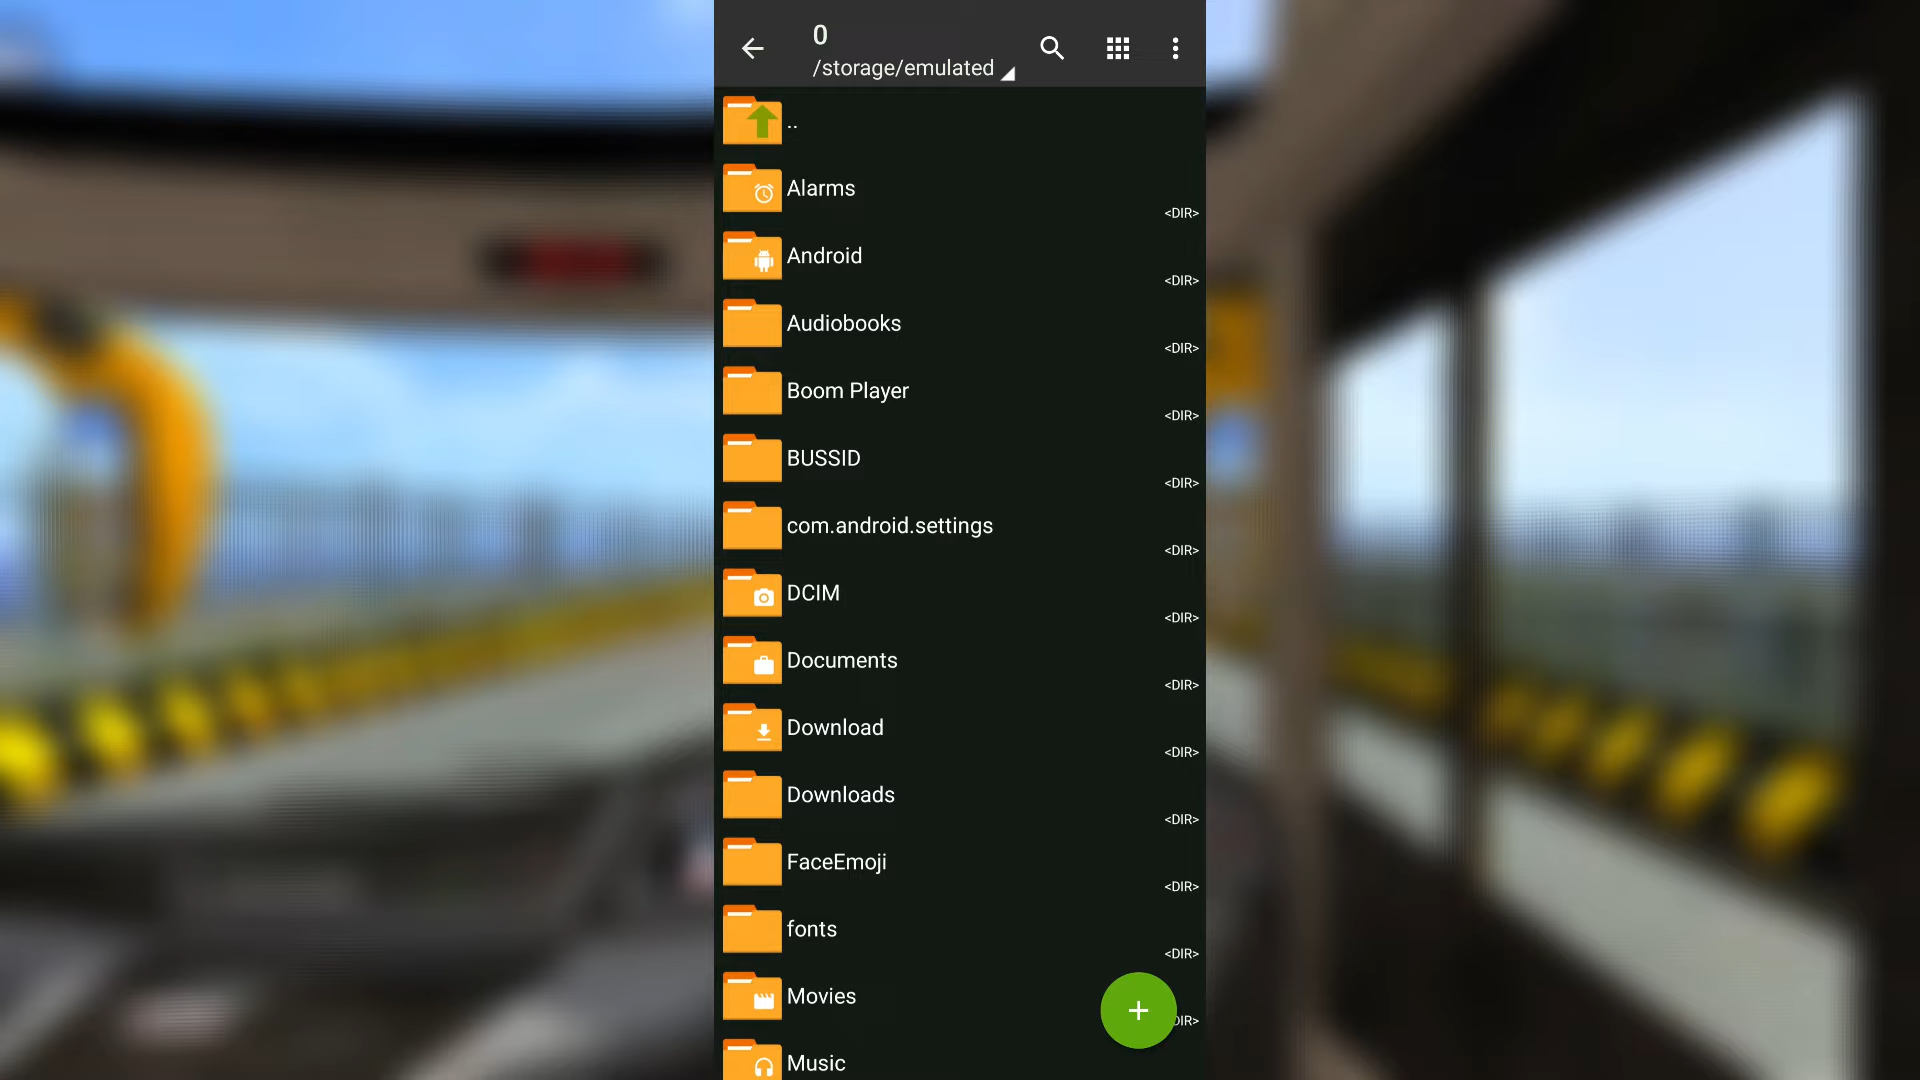 0
/storage/emulated
..
Alarms
<DIR>
Android
<DIR>
Audiobooks
<DIR>
Boom Player
<DIR>
BUSSID
<DIR>
com.android.settings
<DIR>
DCIM
<DIR>
Documents
<DIR>
Download
<DIR>
Downloads
<DIR>
FaceEmoji
<DIR>
fonts
<DIR>
Movies
DIR>
Music